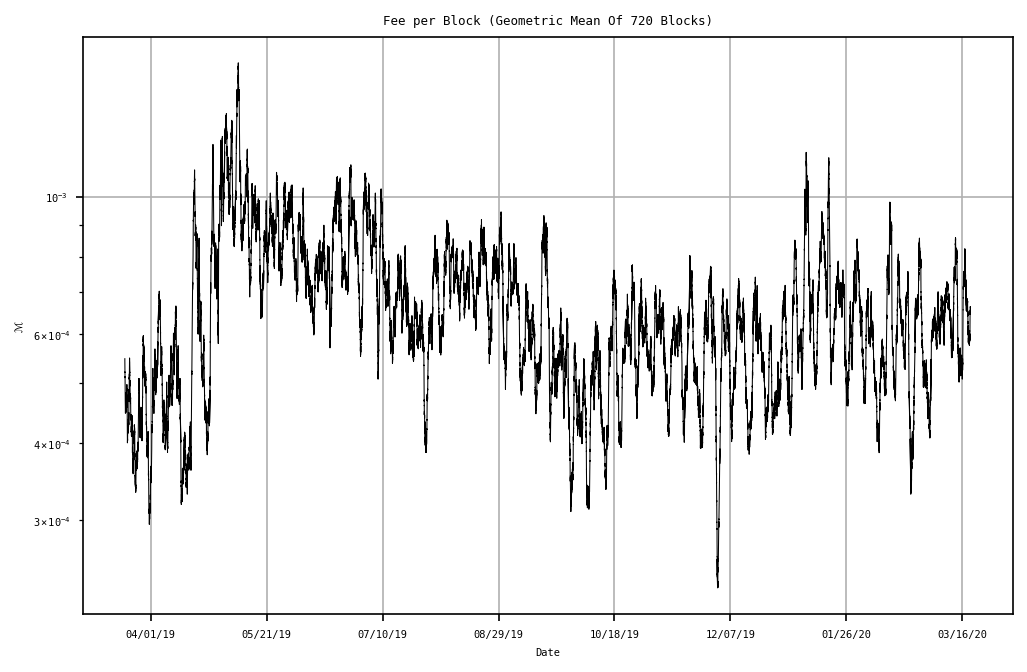 Fee per Block (Geometric Mean Of 720 Blocks)
10⁻³
6×10⁻⁴
4×10⁻⁴
3×10⁻⁴
ℳ
04/01/19 05/21/19 07/10/19 08/29/19 10/18/19 12/07/19 01/26/20 03/16/20
Date